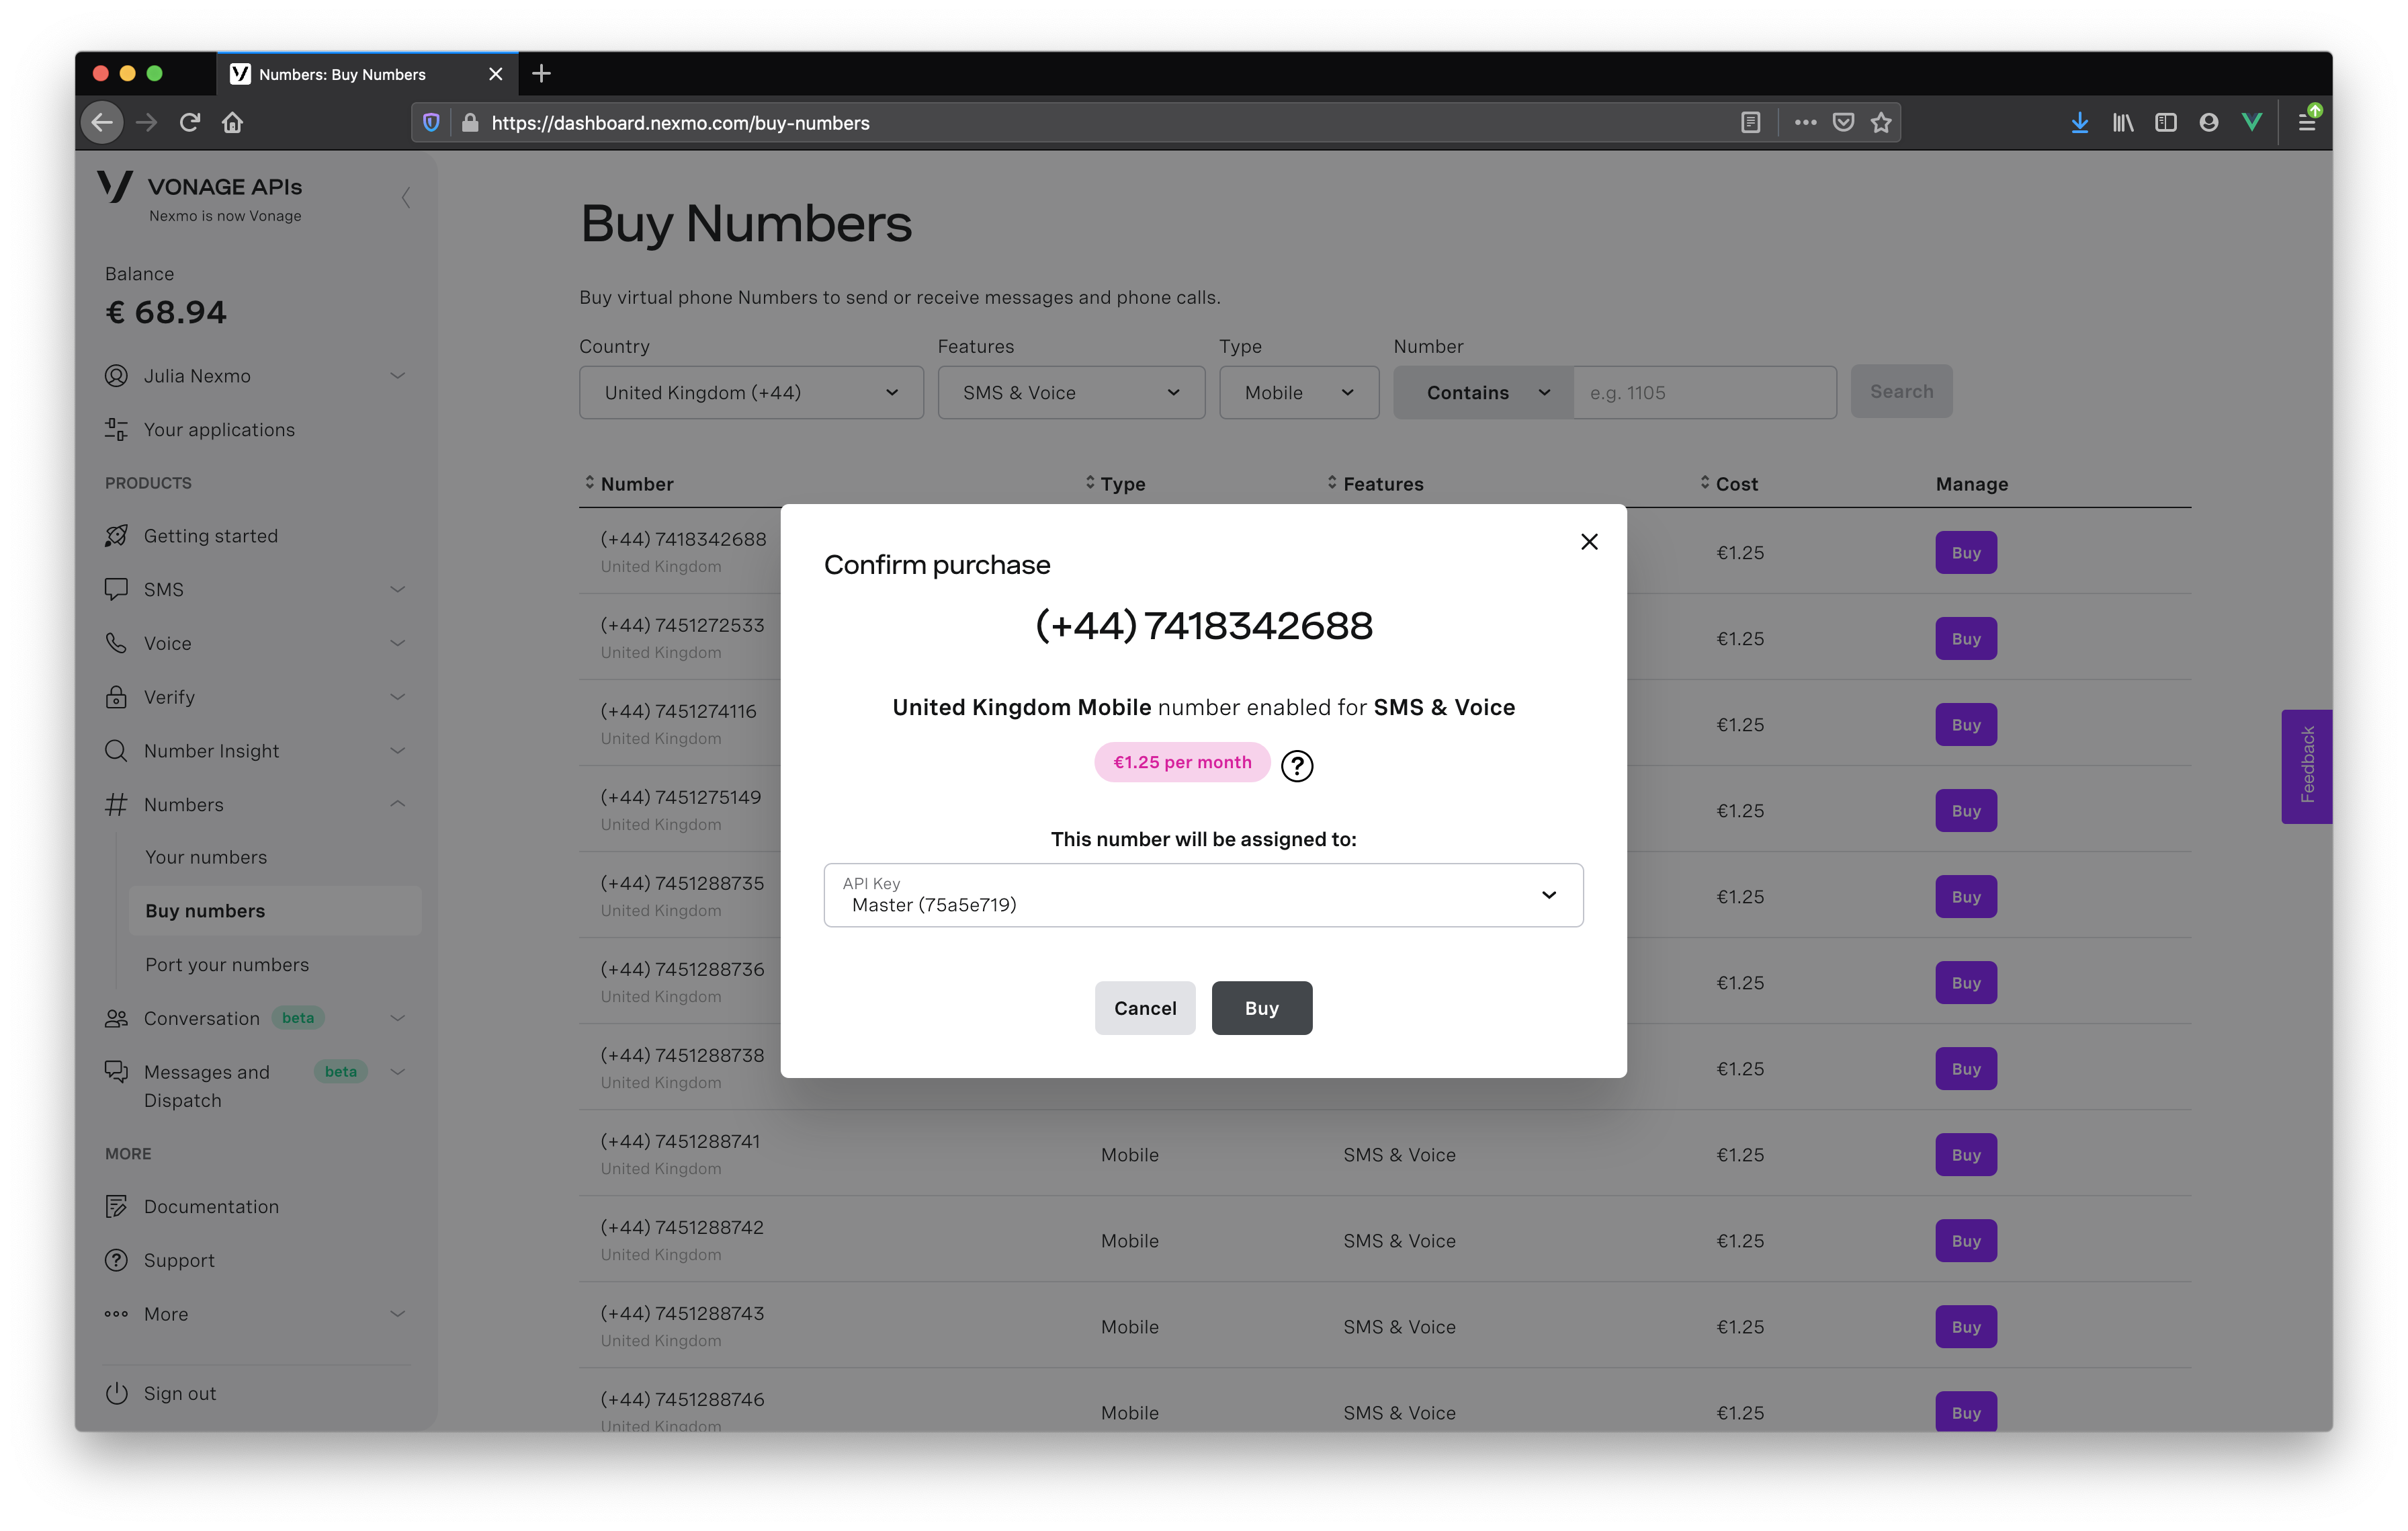 Numbers: Buy Numbers
https://dashboard.nexmo.com/buy-numbers
VONAGE APIs
Nexmo is now Vonage
Balance
€ 68.94
Julia Nexmo
Your applications
PRODUCTS
Getting started
SMS
Voice
Verify
Number Insight
Numbers
Your numbers
Buy numbers
Port your numbers
Conversation beta
Messages and Dispatch beta
MORE
Documentation
Support
More
Sign out
Buy Numbers
Buy virtual phone Numbers to send or receive messages and phone calls.
Country Features Type Number
United Kingdom (+44) SMS & Voice Mobile Contains e.g. 1105 Search
Number Type Features Cost Manage
(+44) 7418342688 €1.25 Buy
United Kingdom
(+44) 7451272533 €1.25 Buy
United Kingdom
(+44) 7451274116 €1.25 Buy
United Kingdom
(+44) 7451275149 €1.25 Buy
United Kingdom
(+44) 7451288735 €1.25 Buy
United Kingdom
(+44) 7451288736 €1.25 Buy
United Kingdom
(+44) 7451288738 €1.25 Buy
United Kingdom
(+44) 7451288741 Mobile SMS & Voice €1.25 Buy
United Kingdom
(+44) 7451288742 Mobile SMS & Voice €1.25 Buy
United Kingdom
(+44) 7451288743 Mobile SMS & Voice €1.25 Buy
United Kingdom
(+44) 7451288746 Mobile SMS & Voice €1.25 Buy
United Kingdom
Confirm purchase
(+44) 7418342688
United Kingdom Mobile number enabled for SMS & Voice
€1.25 per month
This number will be assigned to:
API Key
Master (75a5e719)
Cancel Buy
Feedback